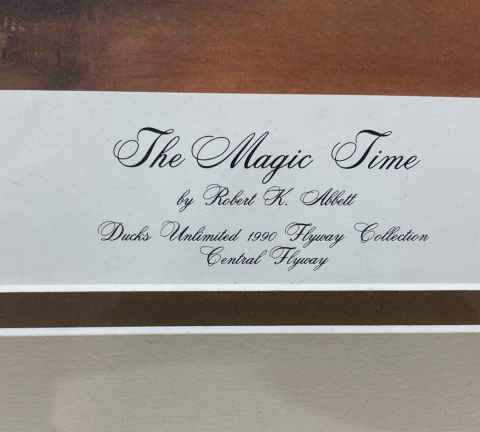 The Magic Time
by Robert K. Abbett
Ducks Unlimited 1990 Flyway Collection
Central Flyway